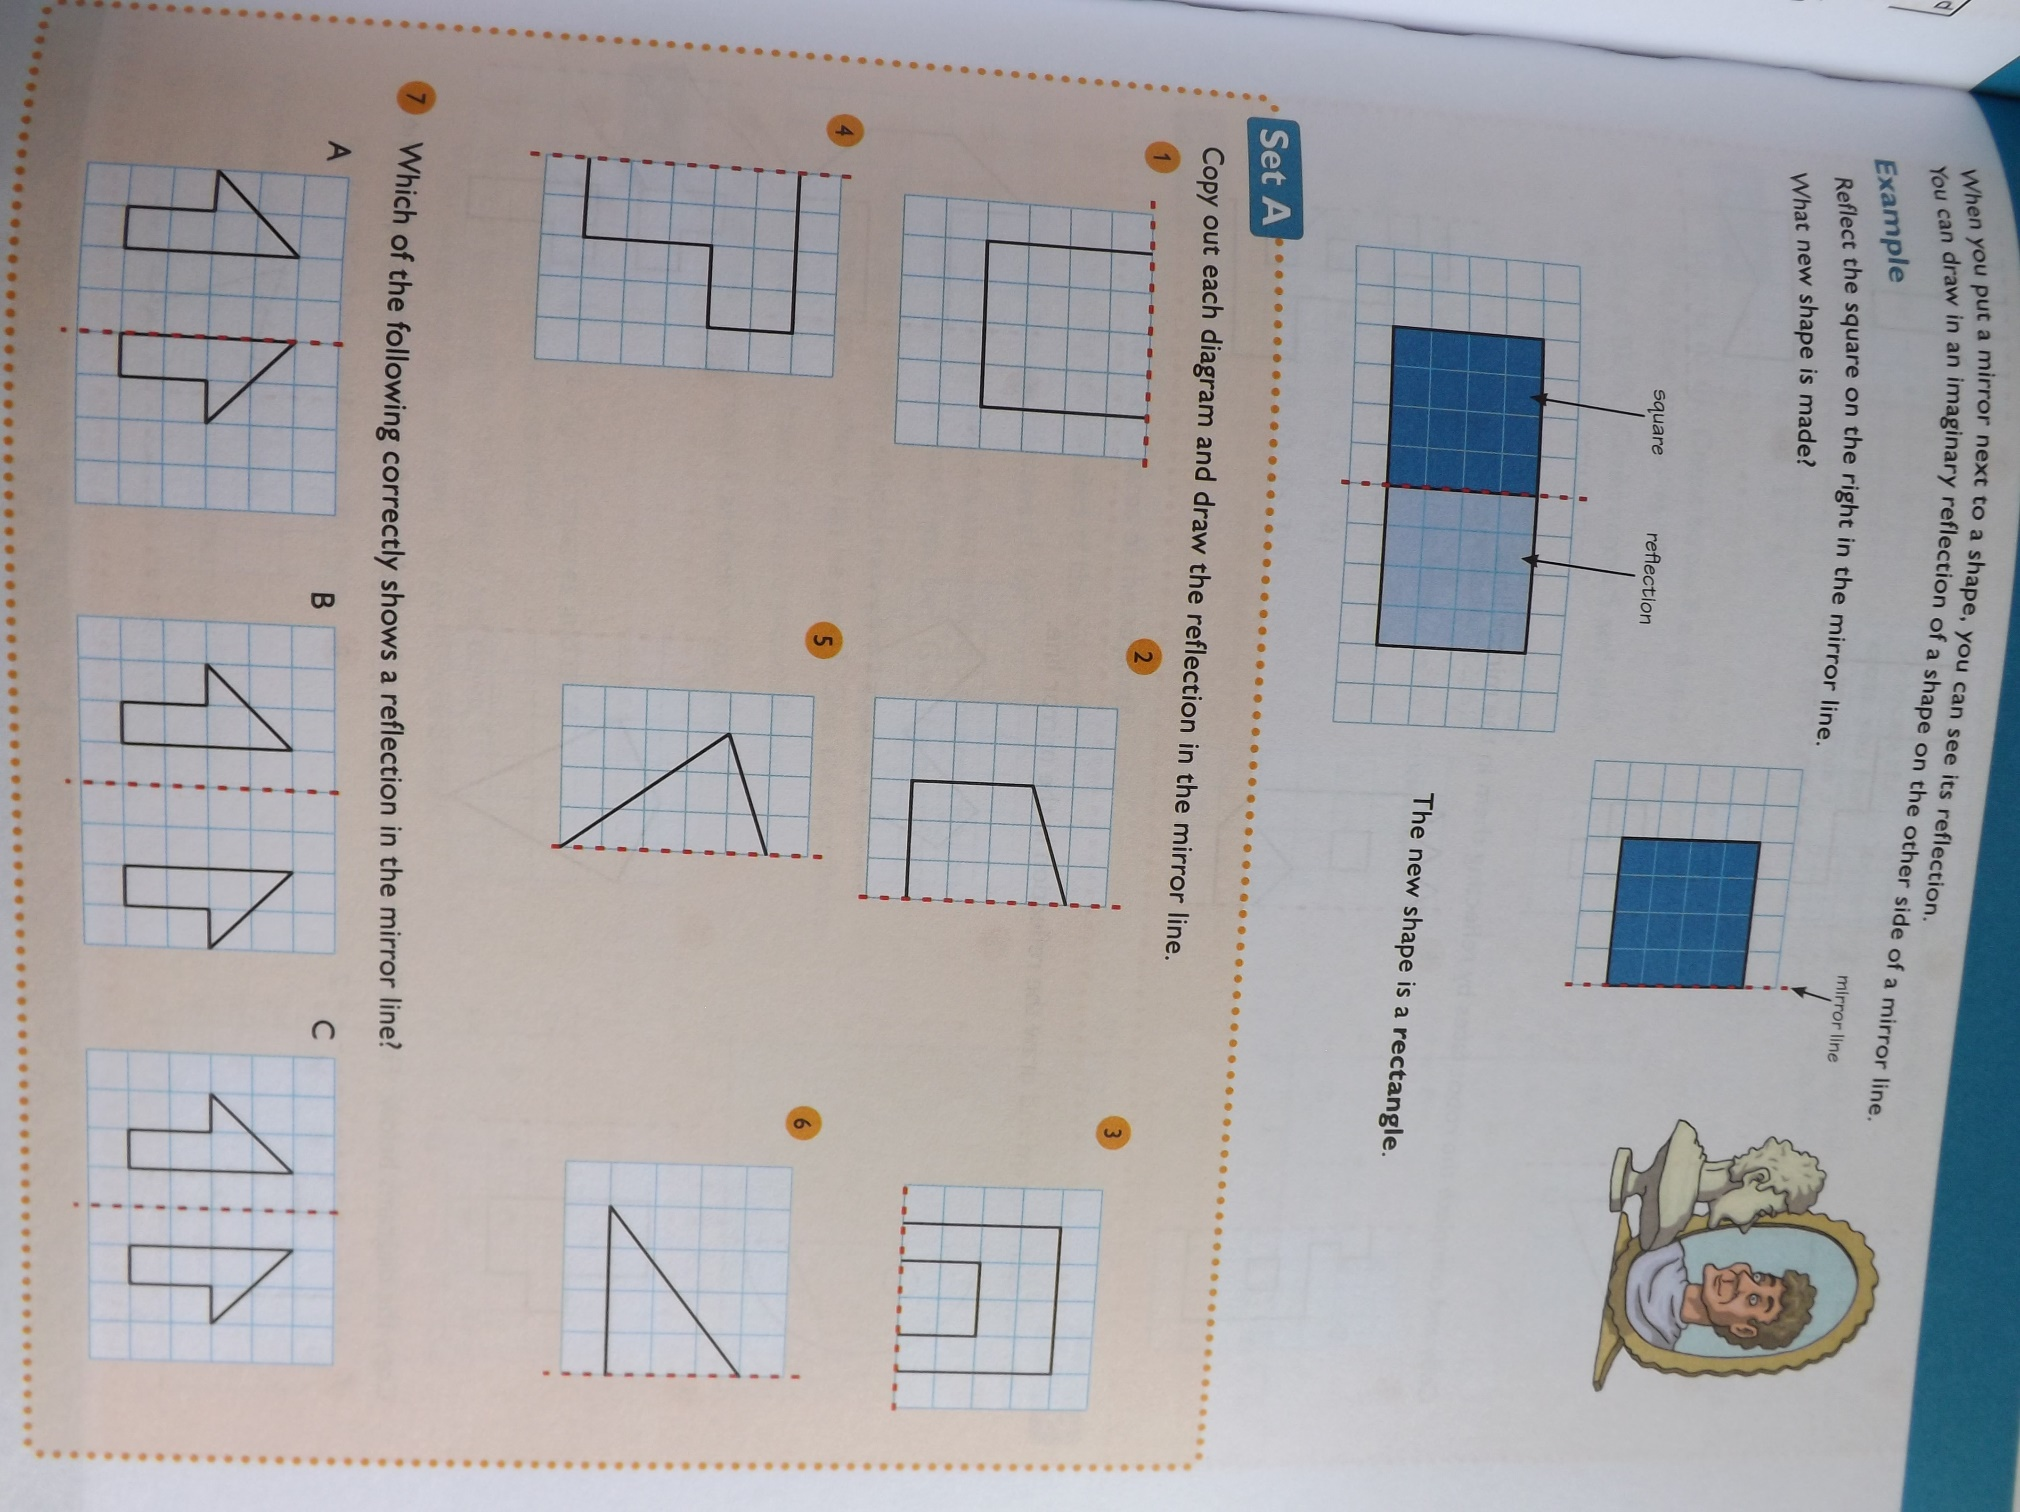 When you put a mirror next to a shape, you can see its reflection.
You can draw in an imaginary reflection of a shape on the other side of a mirror line.
Example
Reflect the square on the right in the mirror line.
What new shape is made?
mirror line
square
reflection
The new shape is a rectangle.
Set A
Copy out each diagram and draw the reflection in the mirror line.
1
2
3
4
5
6
7 Which of the following correctly shows a reflection in the mirror line?
A
B
C